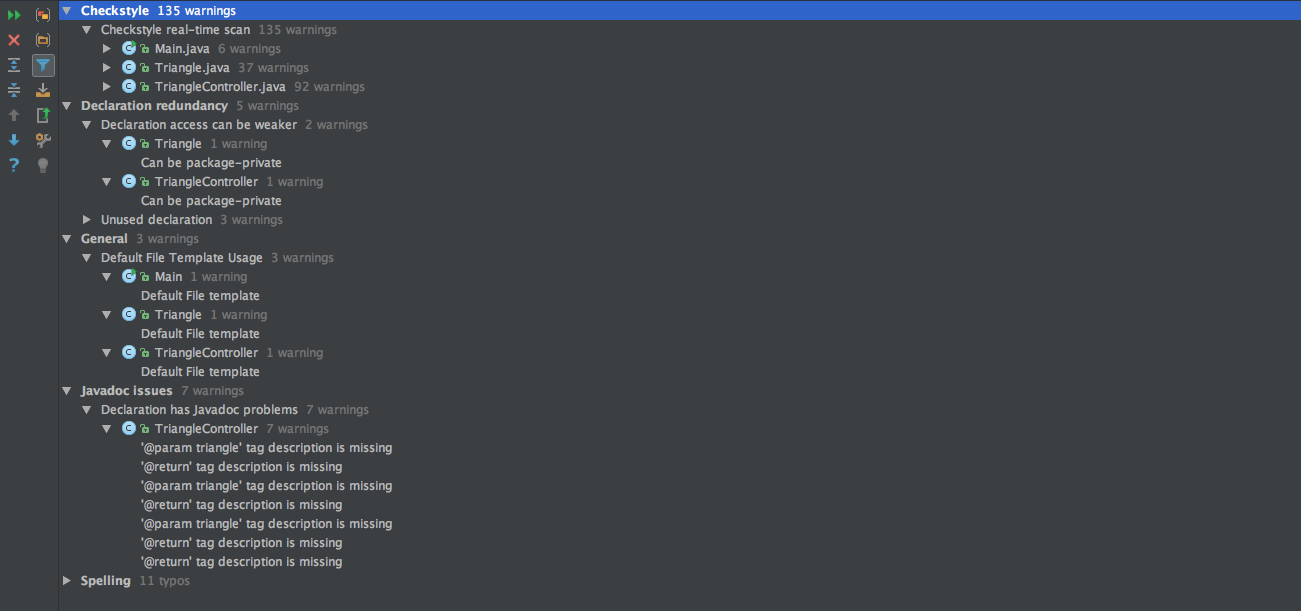 Checkstyle 135 warnings
Checkstyle real-time scan 135 warnings
C Main.java 6 warnings
C Triangle.java 37 warnings
C TriangleController.java 92 warnings
Declaration redundancy 5 warnings
Declaration access can be weaker 2 warnings
C Triangle 1 warning
Can be package-private
C TriangleController 1 warning
Can be package-private
Unused declaration 3 warnings
General 3 warnings
Default File Template Usage 3 warnings
C Main 1 warning
Default File template
C Triangle 1 warning
Default File template
C TriangleController 1 warning
Default File template
Javadoc issues 7 warnings
Declaration has Javadoc problems 7 warnings
C TriangleController 7 warnings
'@param triangle' tag description is missing
'@return' tag description is missing
'@param triangle' tag description is missing
'@return' tag description is missing
'@param triangle' tag description is missing
'@return' tag description is missing
'@return' tag description is missing
Spelling 11 typos